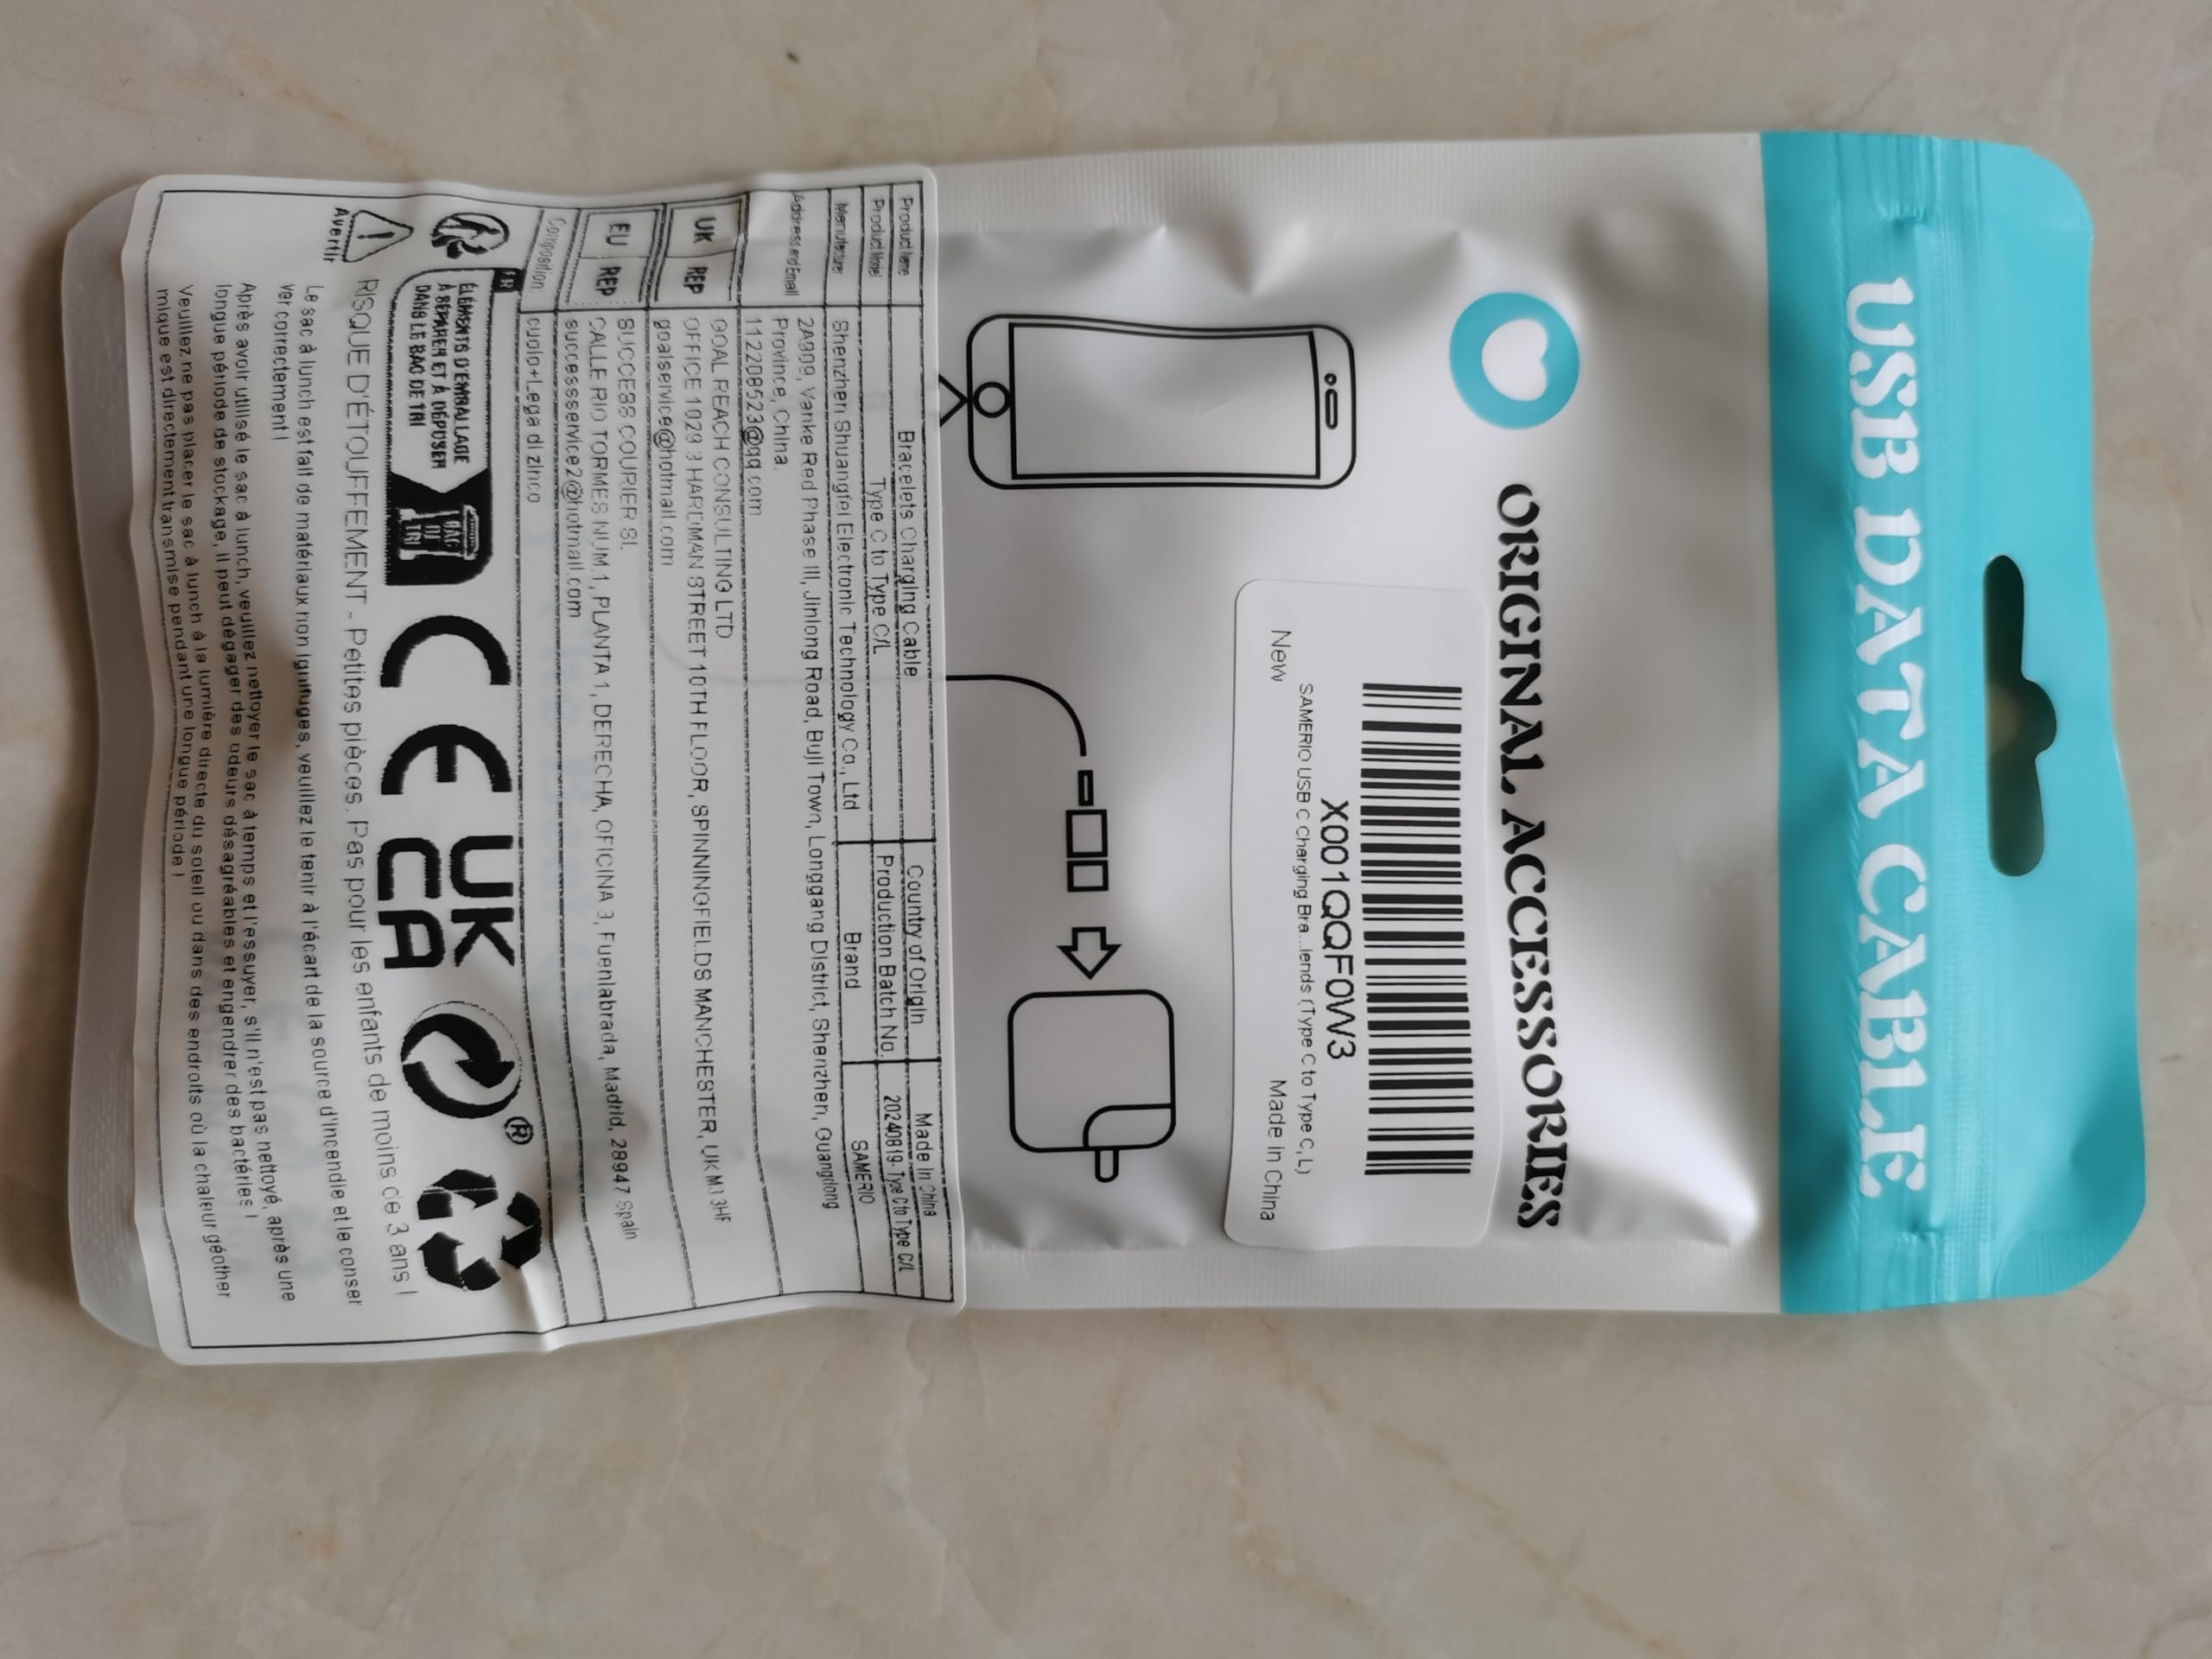 USB DATA CABLE
ORIGINAL ACCESSORIES
X001QQF0W3
SAMERIO USB C Charging Bra...iends (Type C to Type C, L)
New
Made in China
Product Name
Bracelets Charging Cable
Country of Origin
Made In China
Product Model
Type C to Type C/L
Production Batch No.
20240819-Type C to Type C/L
Manufacturer
Shenzhen Shuangfei Electronic Technology Co., Ltd
Brand
SAMERIO
Address and Email
2A909, Vanke Red Phase III, Jinlong Road, Buji Town, Longgang District, Shenzhen, Guangdong
Province, China.
112208523@qq.com
UK REP
GOAL REACH CONSULTING LTD
OFFICE 1029 3 HARDMAN STREET 10TH FLOOR, SPINNINGFIELDS MANCHESTER, UK M3 3HF
goalservice@hotmail.com
EU REP
SUCCESS COURIER SL
CALLE RIO TORMES NUM.1, PLANTA 1, DERECHA, OFICINA 3, Fuenlabrada, Madrid, 28947 Spain
successservice2@hotmail.com
Composition:
cuoio+Lega di zinco
FR
ÉLÉMENTS D'EMBALLAGE
À SÉPARER ET À DÉPOSER
DANS LE BAC DE TRI
BAC
DE
TRI
CE
UK
CA
®
Avertir
RISQUE D'ÉTOUFFEMENT - Petites pièces. Pas pour les enfants de moins de 3 ans !
Le sac à lunch est fait de matériaux non ignifuges, veuillez le tenir à l'écart de la source d'incendie et le conser
ver correctement !
Après avoir utilisé le sac à lunch, veuillez nettoyer le sac à temps et l'essuyer, s'il n'est pas nettoyé, après une
longue période de stockage, il peut dégager des odeurs désagréables et engendrer des bactéries !
Veuillez ne pas placer le sac à lunch à la lumière directe du soleil ou dans des endroits où la chaleur géother
mique est directement transmise pendant une longue période !